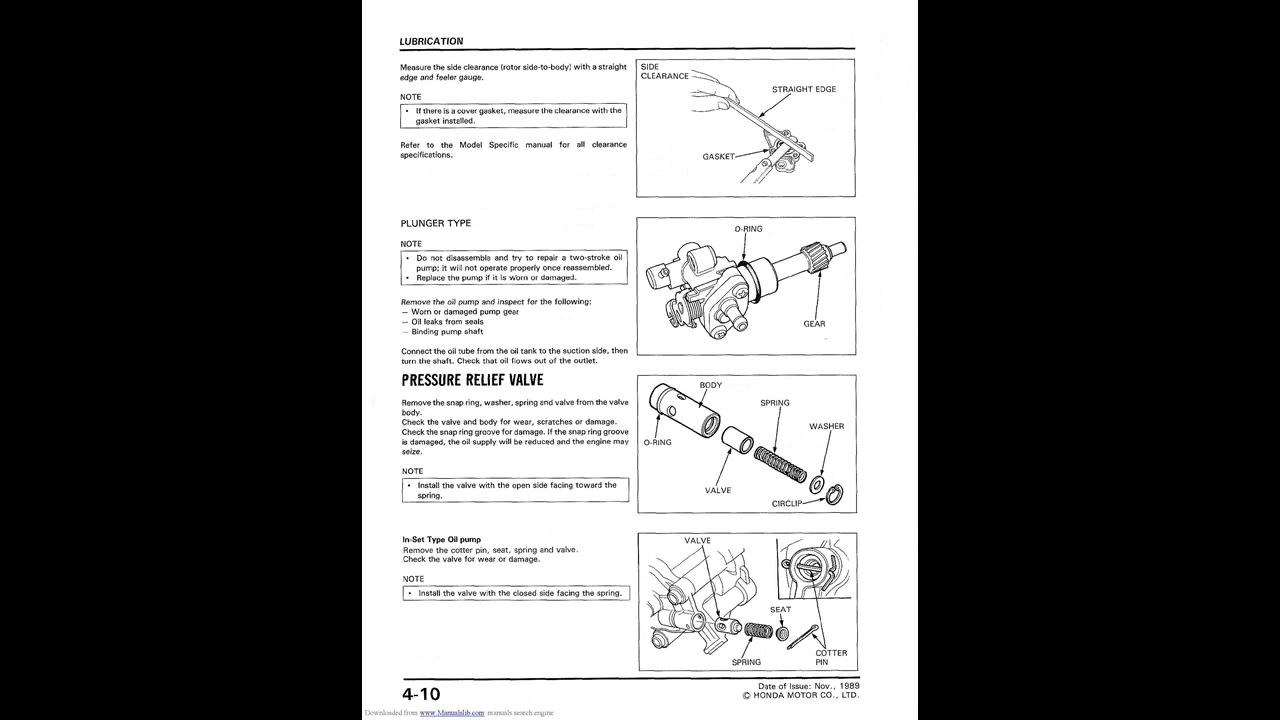 LUBRICATION
Measure the side clearance (rotor side-to-body) with a straight
edge and feeler gauge.
NOTE
• If there is a cover gasket, measure the clearance with the
gasket installed.
Refer to the Model Specific manual for all clearance
specifications.
SIDE
CLEARANCE
STRAIGHT EDGE
GASKET
PLUNGER TYPE
NOTE
• Do not disassemble and try to repair a two-stroke oil
pump; it will not operate properly once reassembled.
• Replace the pump if it is worn or damaged.
Remove the oil pump and inspect for the following:
— Worn or damaged pump gear
— Oil leaks from seals
— Binding pump shaft
Connect the oil tube from the oil tank to the suction side, then
turn the shaft. Check that oil flows out of the outlet.
O-RING
GEAR
PRESSURE RELIEF VALVE
Remove the snap ring, washer, spring and valve from the valve
body.
Check the valve and body for wear, scratches or damage.
Check the snap ring groove for damage. If the snap ring groove
is damaged, the oil supply will be reduced and the engine may
seize.
NOTE
• Install the valve with the open side facing toward the
spring.
BODY
SPRING
WASHER
O-RING
VALVE
CIRCLIP
In-Set Type Oil pump
Remove the cotter pin, seat, spring and valve.
Check the valve for wear or damage.
NOTE
• Install the valve with the closed side facing the spring.
VALVE
SEAT
SPRING
COTTER
PIN
4-10
Date of Issue: Nov., 1989
© HONDA MOTOR CO., LTD.
Downloaded from www.Manualslib.com manuals search engine